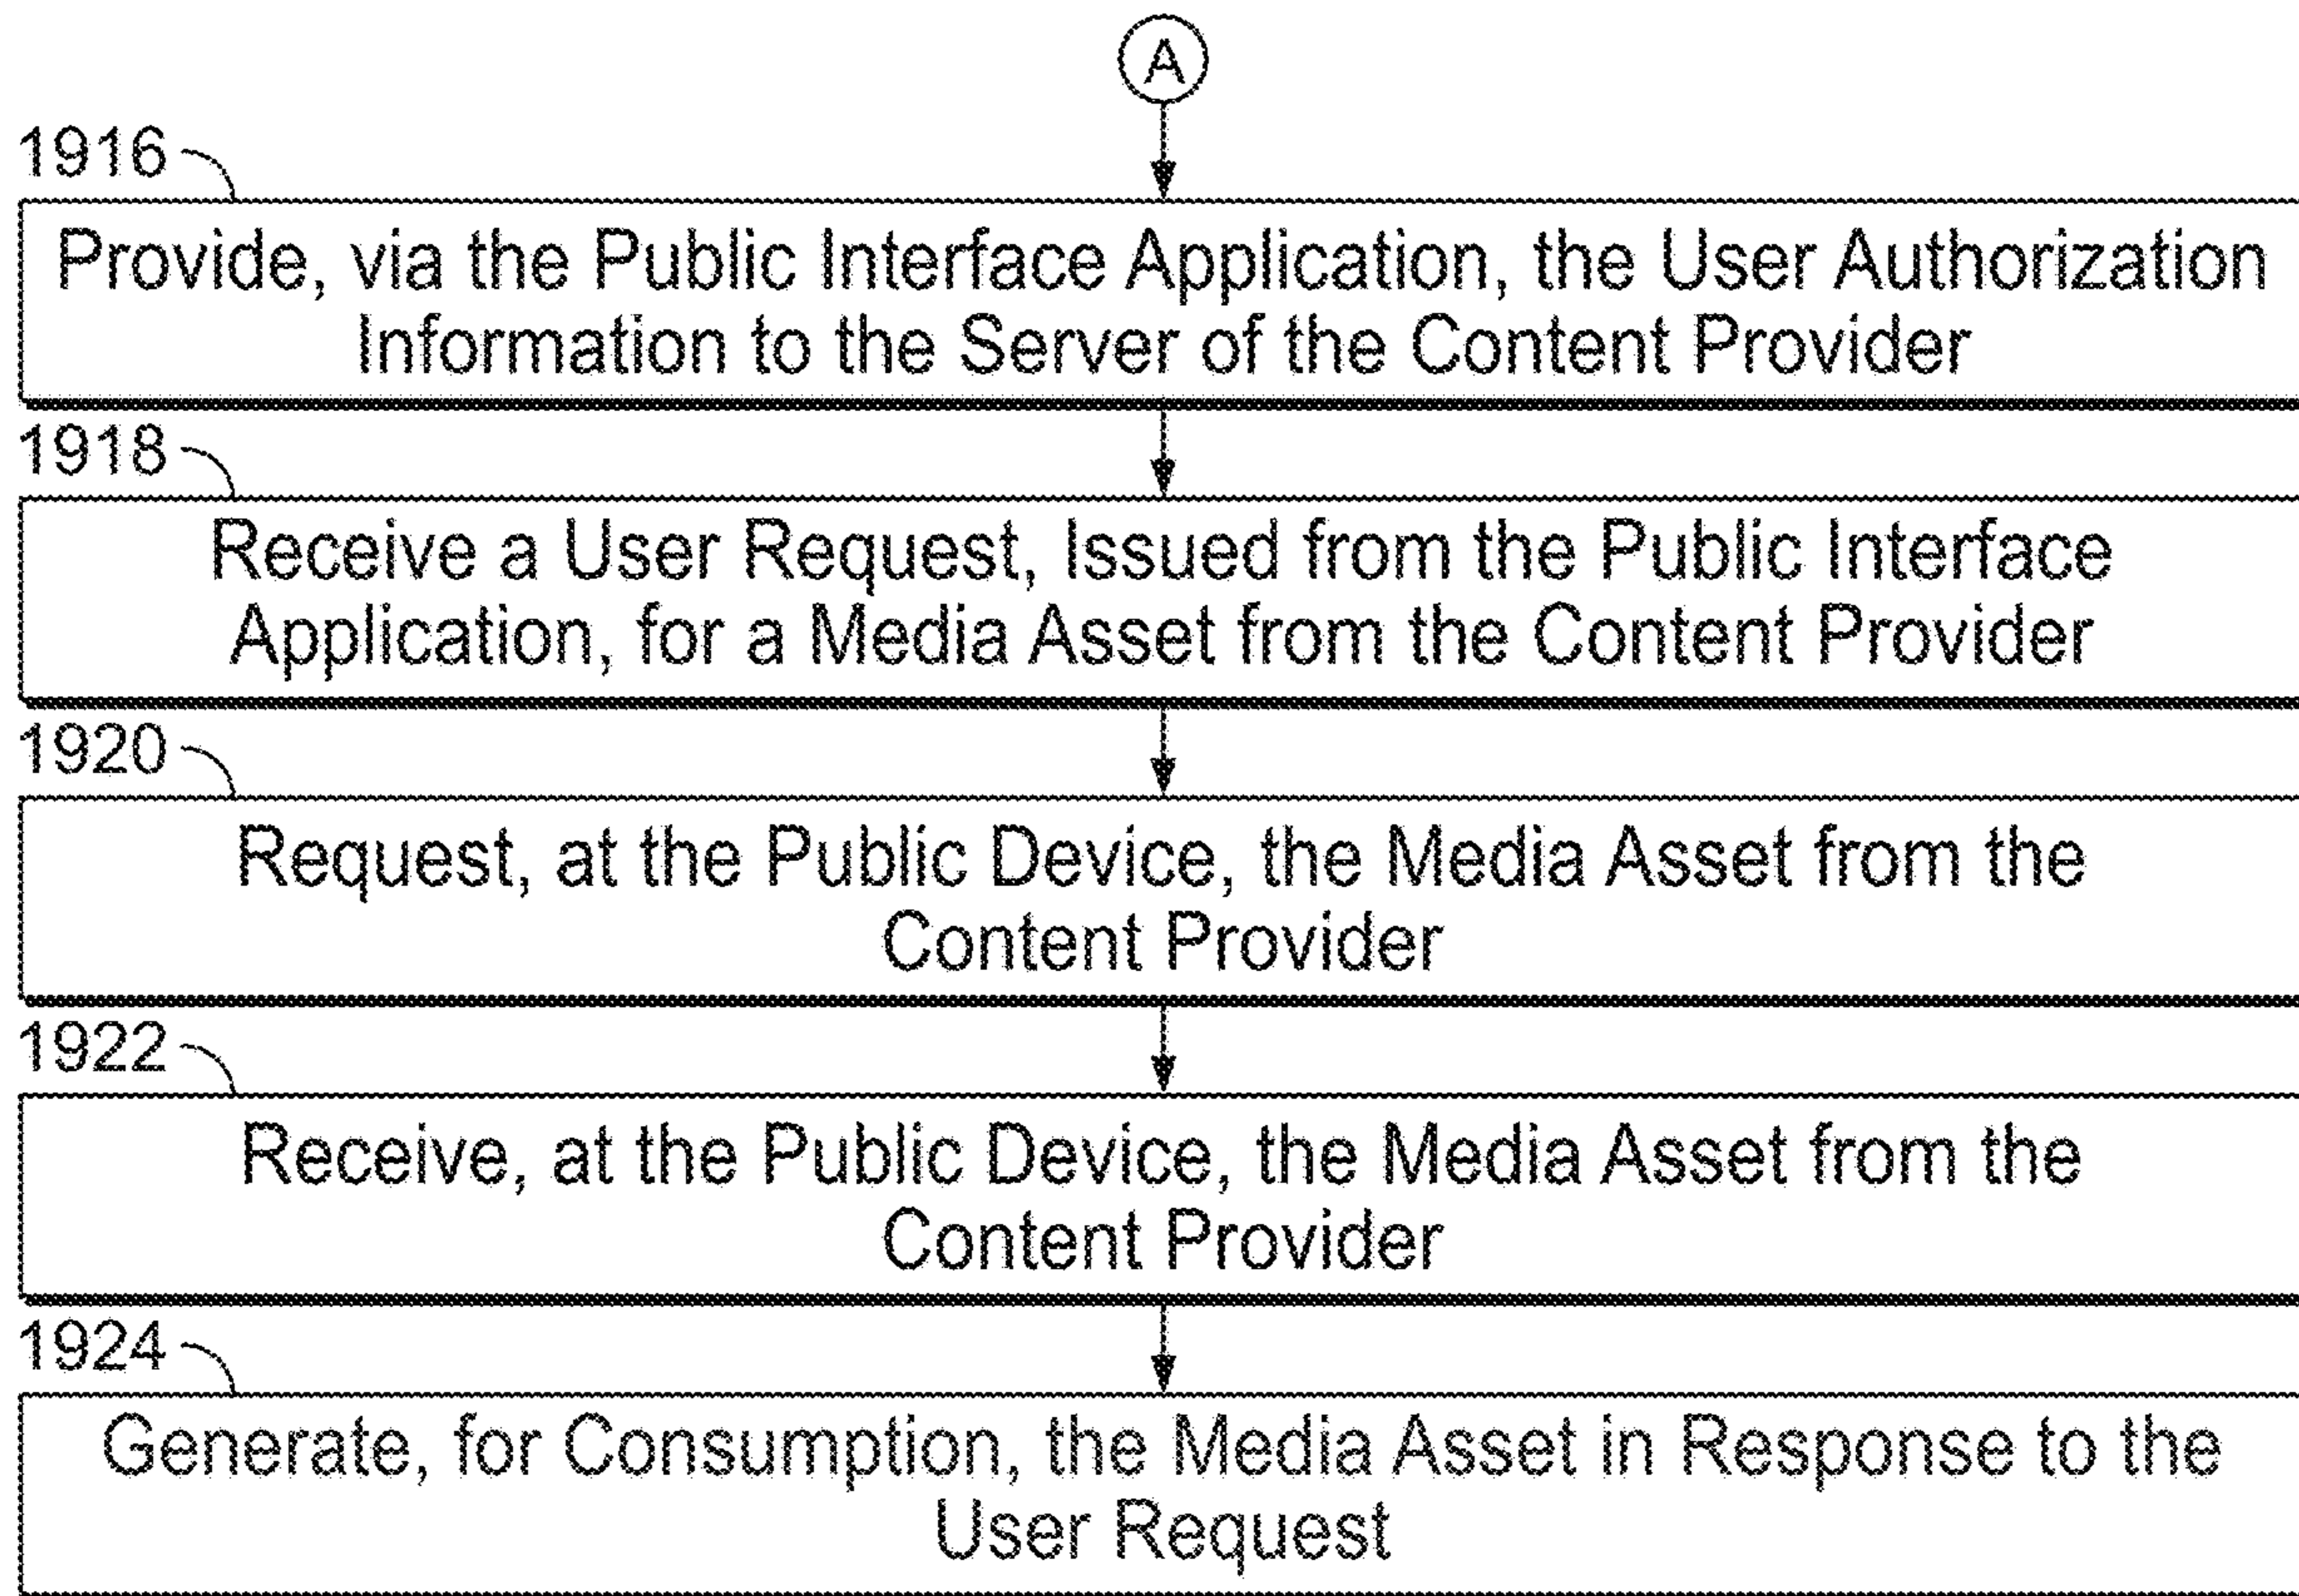 A
1916
Provide, via the Public Interface Application, the User Authorization
Information to the Server of the Content Provider
1918
Receive a User Request, Issued from the Public Interface
Application, for a Media Asset from the Content Provider
1920
Request, at the Public Device, the Media Asset from the
Content Provider
1922
Receive, at the Public Device, the Media Asset from the
Content Provider
1924
Generate, for Consumption, the Media Asset in Response to the
User Request